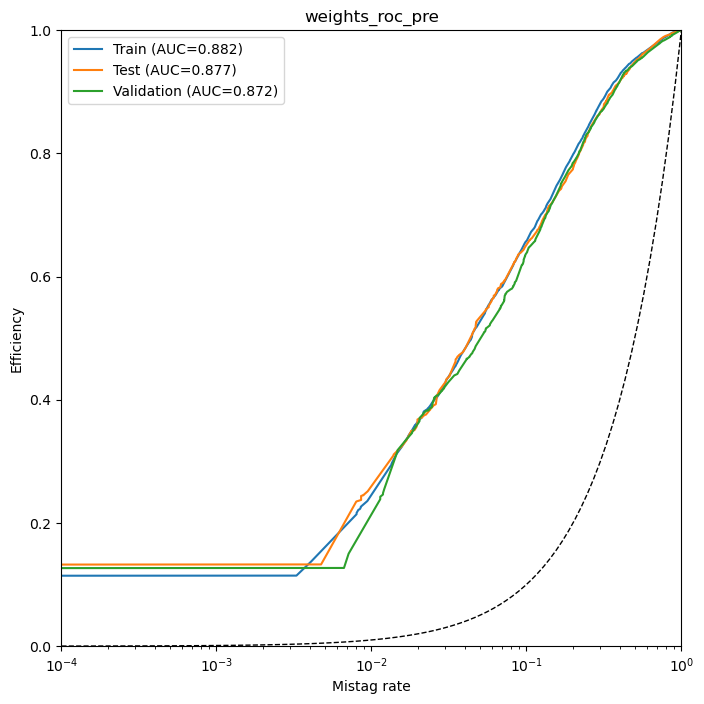 weights_roc_pre
Train (AUC=0.882)
Test (AUC=0.877)
Validation (AUC=0.872)
Efficiency
1.0
0.8
0.6
0.4
0.2
0.0
10⁻⁴ 10⁻³ 10⁻² 10⁻¹ 10⁰
Mistag rate